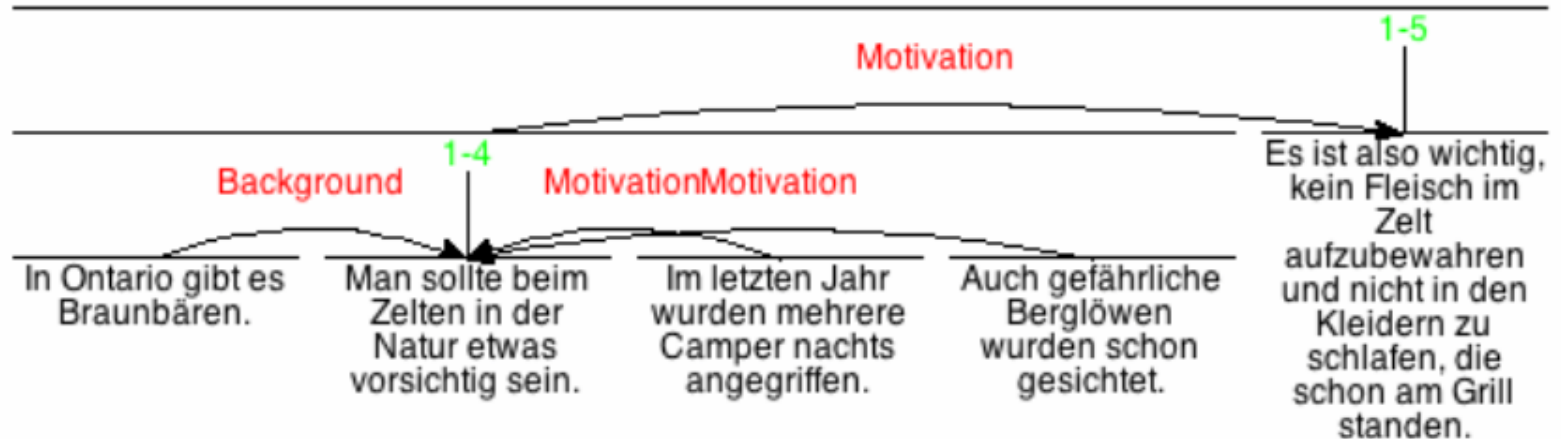 1-5
Motivation
1-4
Background
MotivationMotivation
In Ontario gibt es
Braunbären.
Man sollte beim
Zelten in der
Natur etwas
vorsichtig sein.
Im letzten Jahr
wurden mehrere
Camper nachts
angegriffen.
Auch gefährliche
Berglöwen
wurden schon
gesichtet.
Es ist also wichtig,
kein Fleisch im
Zelt
aufzubewahren
und nicht in den
Kleidern zu
schlafen, die
schon am Grill
standen.